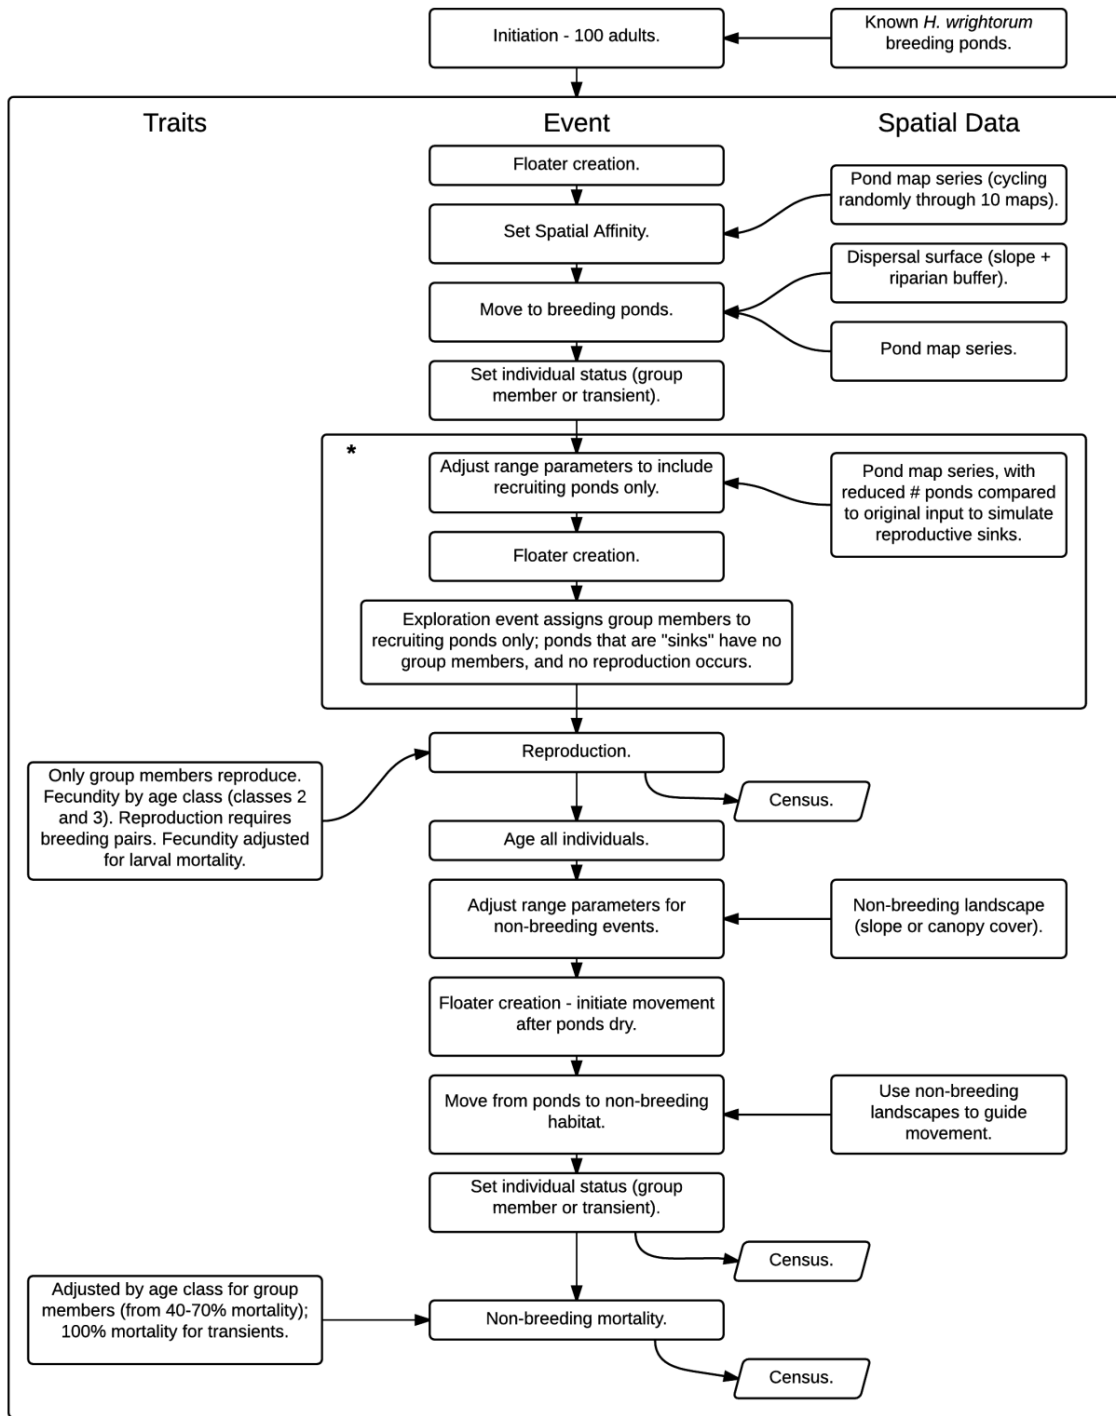 Initiation - 100 adults.
Known H. wrightorum
breeding ponds.
Traits
Event
Spatial Data
Floater creation.
Pond map series (cycling
randomly through 10 maps).
Set Spatial Affinity.
Dispersal surface (slope +
riparian buffer).
Move to breeding ponds.
Pond map series.
Set individual status (group
member or transient).
*
Adjust range parameters to include
recruiting ponds only.
Pond map series, with
reduced # ponds compared
to original input to simulate
reproductive sinks.
Floater creation.
Exploration event assigns group members to
recruiting ponds only; ponds that are "sinks" have no
group members, and no reproduction occurs.
Reproduction.
Only group members reproduce.
Fecundity by age class (classes 2
and 3). Reproduction requires
breeding pairs. Fecundity adjusted
for larval mortality.
Census.
Age all individuals.
Adjust range parameters for
non-breeding events.
Non-breeding landscape
(slope or canopy cover).
Floater creation - initiate movement
after ponds dry.
Move from ponds to non-breeding
habitat.
Use non-breeding
landscapes to guide
movement.
Set individual status (group
member or transient).
Census.
Adjusted by age class for group
members (from 40-70% mortality);
100% mortality for transients.
Non-breeding mortality.
Census.